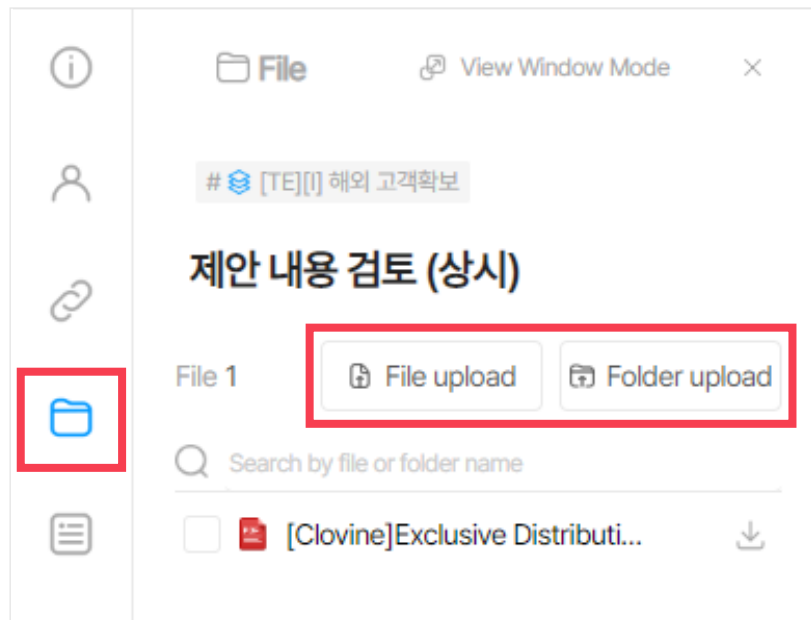 File
View Window Mode
# [TE][I] 해외 고객확보
제안 내용 검토 (상시)
File 1
File upload
Folder upload
Search by file or folder name
[Clovine]Exclusive Distributi...